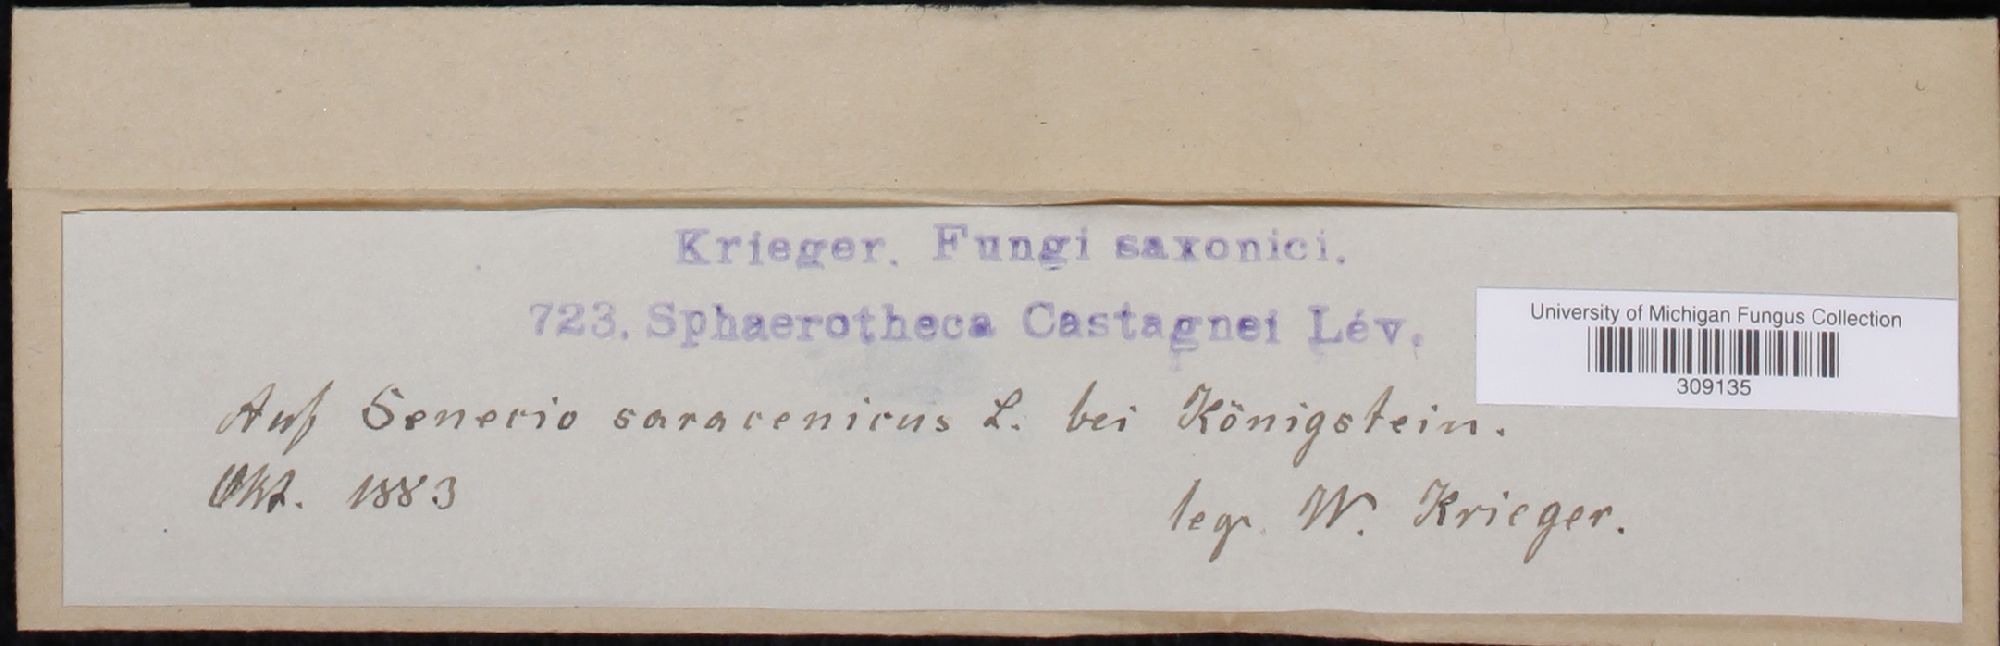 Krieger. Fungi saxonici.
723. Sphaerotheca Castagnei Lév.
University of Michigan Fungus Collection
309135
Auf Senecio saracenicus L. bei Königstein.
Okt. 1883
leg. W. Krieger.